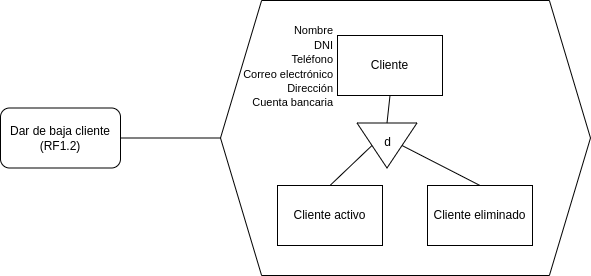 Dar de baja cliente
(RF1.2)
Nombre
DNI
Teléfono
Correo electrónico
Dirección
Cuenta bancaria
Cliente
d
Cliente activo
Cliente eliminado